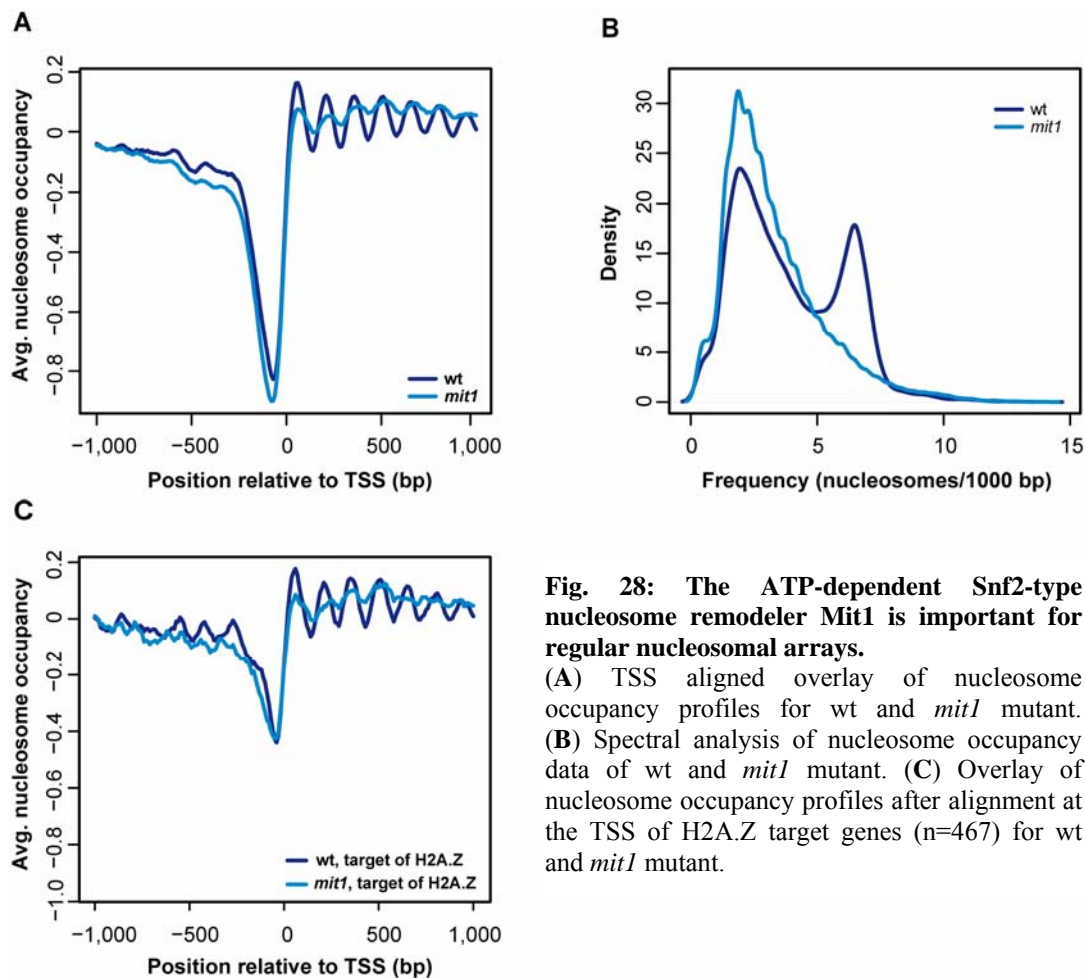 A
Avg. nucleosome occupancy
0.2
0
−0.2
−0.4
−0.6
−0.8
wt
mit1
−1,000
−500
0
500
1,000
Position relative to TSS (bp)
B
Density
30
25
20
15
10
5
0
wt
mit1
0
5
10
15
Frequency (nucleosomes/1000 bp)
C
Avg. nucleosome occupancy
0.2
0
−0.2
−0.4
−0.6
−0.8
−1.0
wt, target of H2A.Z
mit1, target of H2A.Z
−1,000
−500
0
500
1,000
Position relative to TSS (bp)
Fig. 28: The ATP-dependent Snf2-type
nucleosome remodeler Mit1 is important for
regular nucleosomal arrays.
(A) TSS aligned overlay of nucleosome
occupancy profiles for wt and mit1 mutant.
(B) Spectral analysis of nucleosome occupancy
data of wt and mit1 mutant. (C) Overlay of
nucleosome occupancy profiles after alignment at
the TSS of H2A.Z target genes (n=467) for wt
and mit1 mutant.